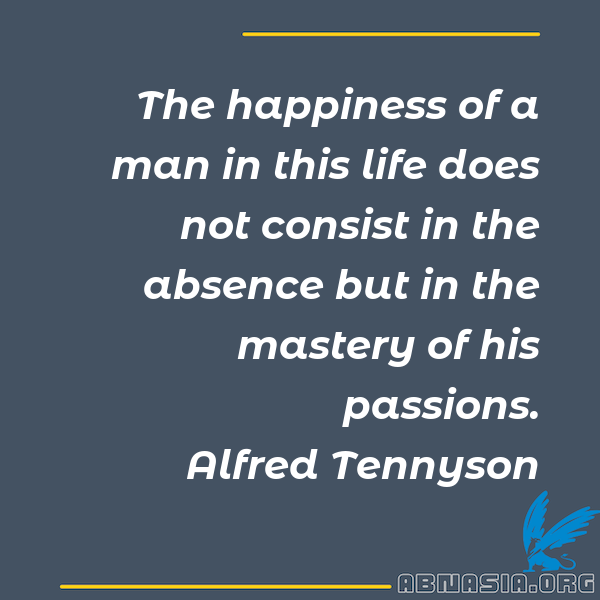 The happiness of a
man in this life does
not consist in the
absence but in the
mastery of his
passions.
Alfred Tennyson
ABNASIA.ORG